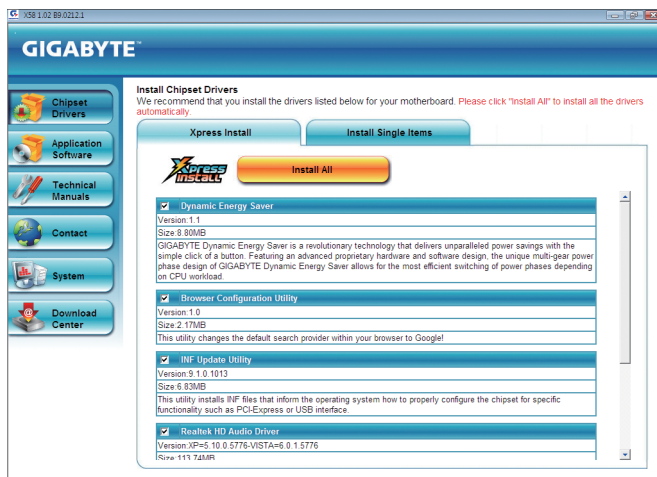 X58 1.02 B9.0212.1
GIGABYTE™
Chipset
Drivers
Application
Software
Technical
Manuals
Contact
System
Download
Center
Install Chipset Drivers
We recommend that you install the drivers listed below for your motherboard. Please click "Install All" to install all the drivers
automatically.
Xpress Install
Install Single Items
Xpress
INSTALL
Install All
Dynamic Energy Saver
Version:1.1
Size:8.80MB
GIGABYTE Dynamic Energy Saver is a revolutionary technology that delivers unparalleled power savings with the
simple click of a button. Featuring an advanced proprietary hardware and software design, the unique multi-gear power
phase design of GIGABYTE Dynamic Energy Saver allows for the most efficient switching of power phases depending
on CPU workload.
Browser Configuration Utility
Version:1.0
Size:2.17MB
This utility changes the default search provider within your browser to Google!
INF Update Utility
Version:9.1.0.1013
Size:6.83MB
This utility installs INF files that inform the operating system how to properly configure the chipset for specific
functionality such as PCI-Express or USB interface.
Realtek HD Audio Driver
Version:XP=5.10.0.5776-VISTA=6.0.1.5776
Size:113.74MB